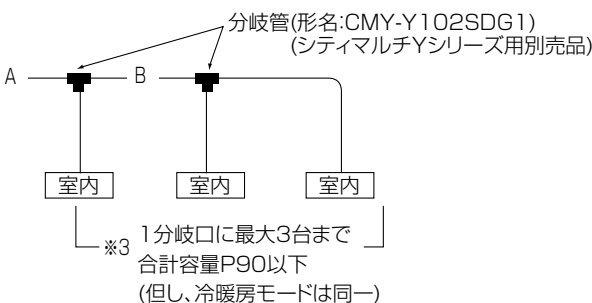 分岐管(形名:CMY-Y102SDG1)
(シティマルチYシリーズ用別売品)
A
B
室内
室内
室内
※3
1分岐口に最大3台まで
合計容量P90以下
(但し、冷暖房モードは同一)